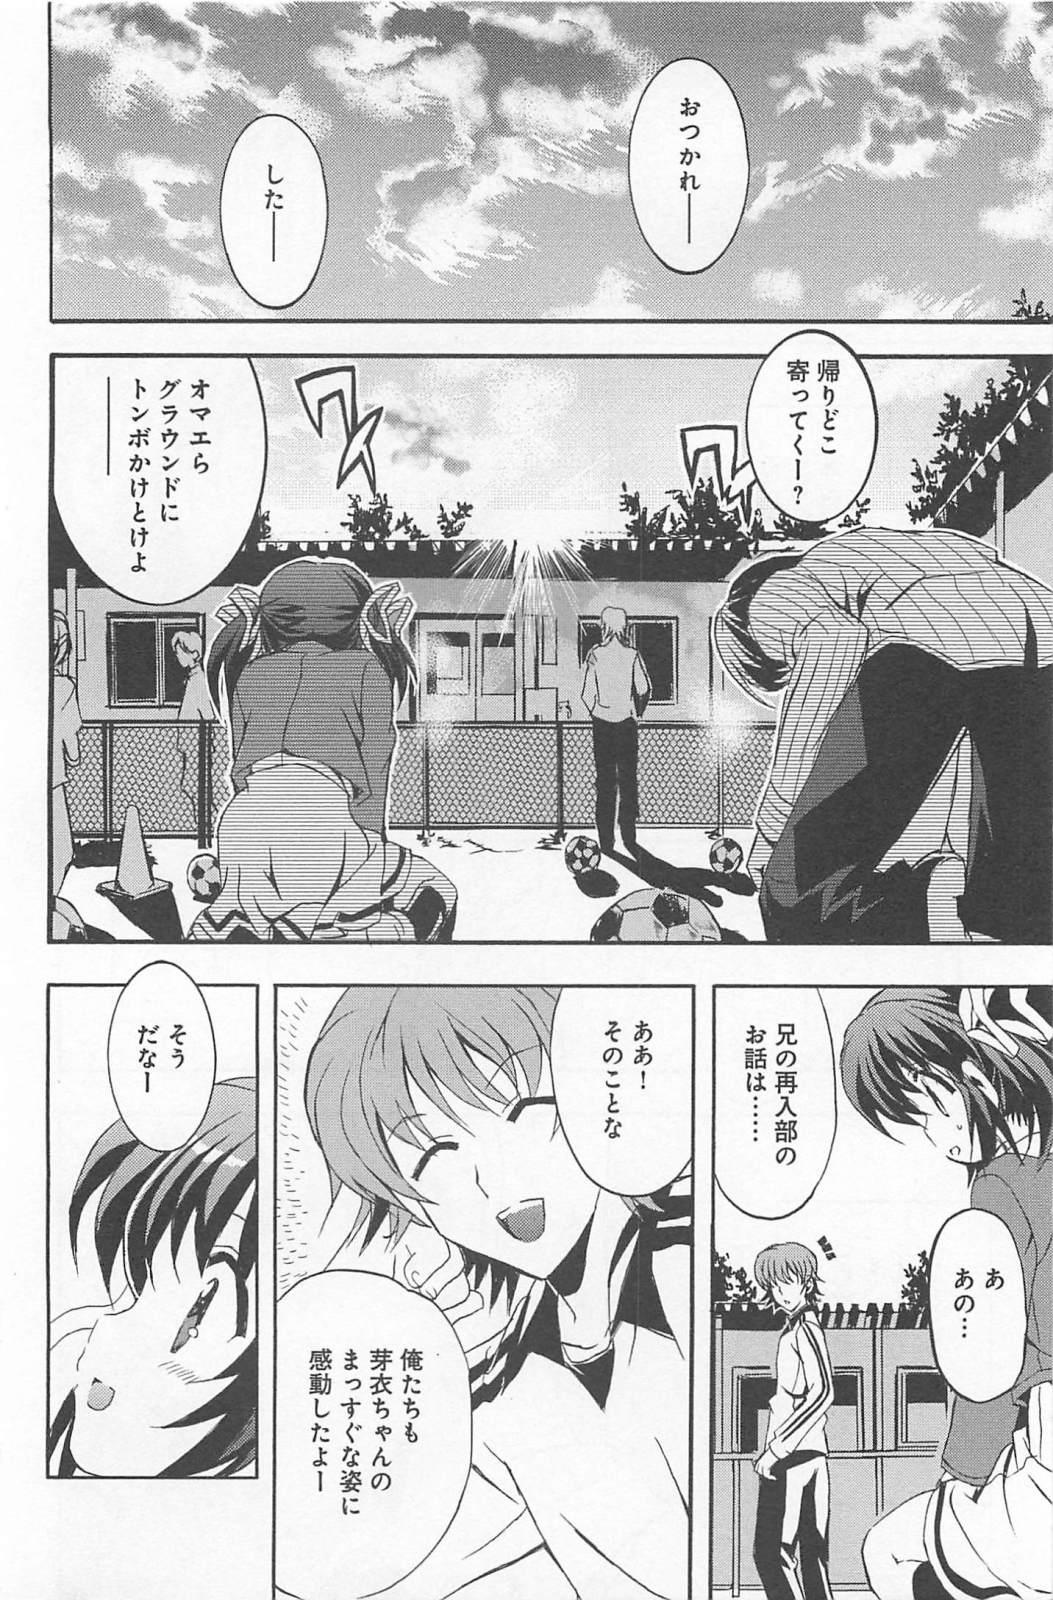 おつかれ──
した──
帰りどこ
寄ってくー?
ワイ
ワイ
オマエら
グラウンドに
トンボかけとけよ
──
あ
あの…
兄の再入部の
お話は……
ああ!
そのことな
俺たちも
芽衣ちゃんの
まっすぐな姿に
感動したよー
そう
だなー